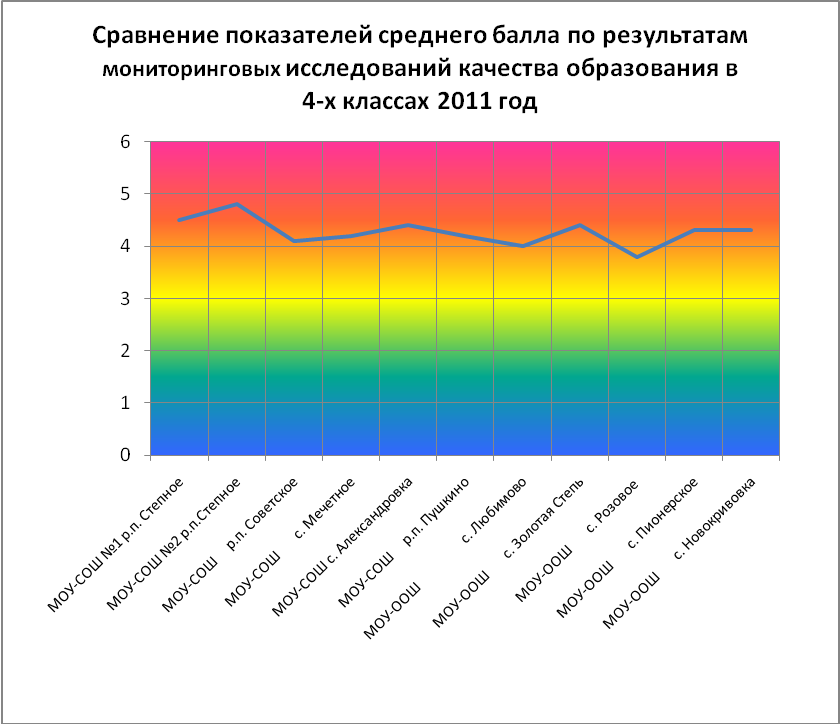 Сравнение показателей среднего балла по результатам
мониторинговых исследований качества образования в
4-х классах 2011 год
6
5
4
3
2
1
0
МОУ-СОШ №1 р.п. Степное
МОУ-СОШ №2 р.п.Степное
МОУ-СОШ р.п. Советское
МОУ-СОШ с. Мечетное
МОУ-СОШ с. Александровка
МОУ-СОШ р.п. Пушкино
МОУ-ООШ с. Любимово
МОУ-ООШ с. Золотая Степь
МОУ-ООШ с. Розовое
МОУ-ООШ с. Пионерское
МОУ-ООШ с. Новокривовка